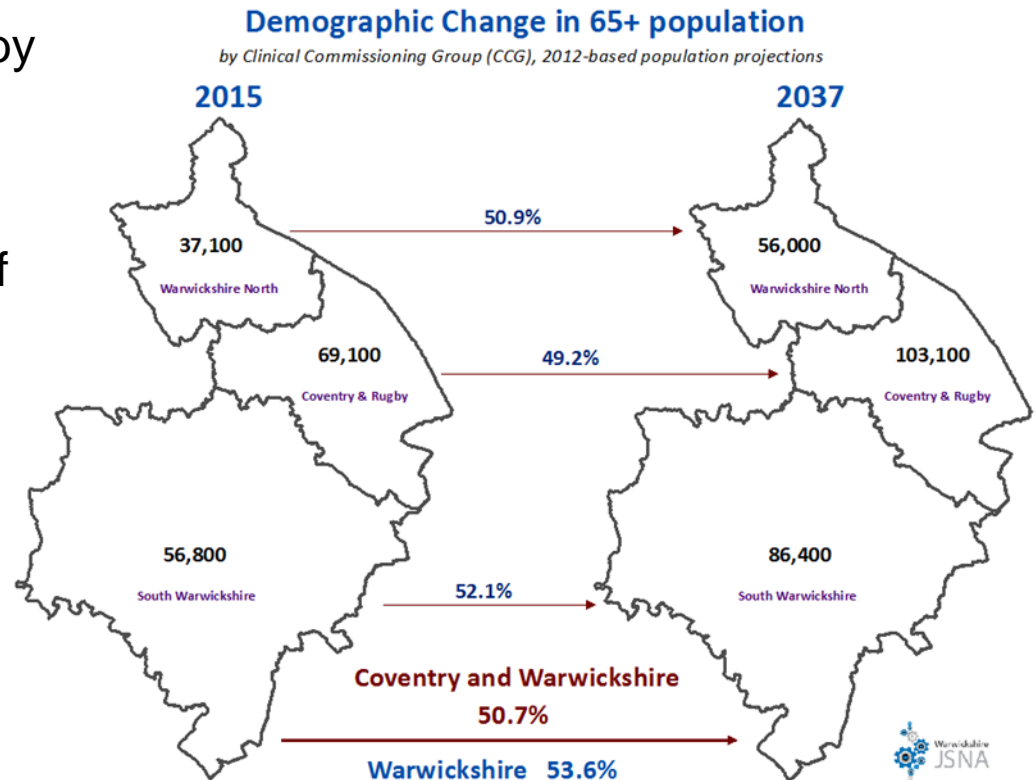 by
f
Demographic Change in 65+ population
by Clinical Commissioning Group (CCG), 2012-based population projections
2015
2037
50.9%
37,100
Warwickshire North
56,000
Warwickshire North
69,100
Coventry & Rugby
49.2%
103,100
Coventry & Rugby
56,800
South Warwickshire
52.1%
86,400
South Warwickshire
Coventry and Warwickshire
50.7%
Warwickshire 53.6%
Warwickshire
JSNA